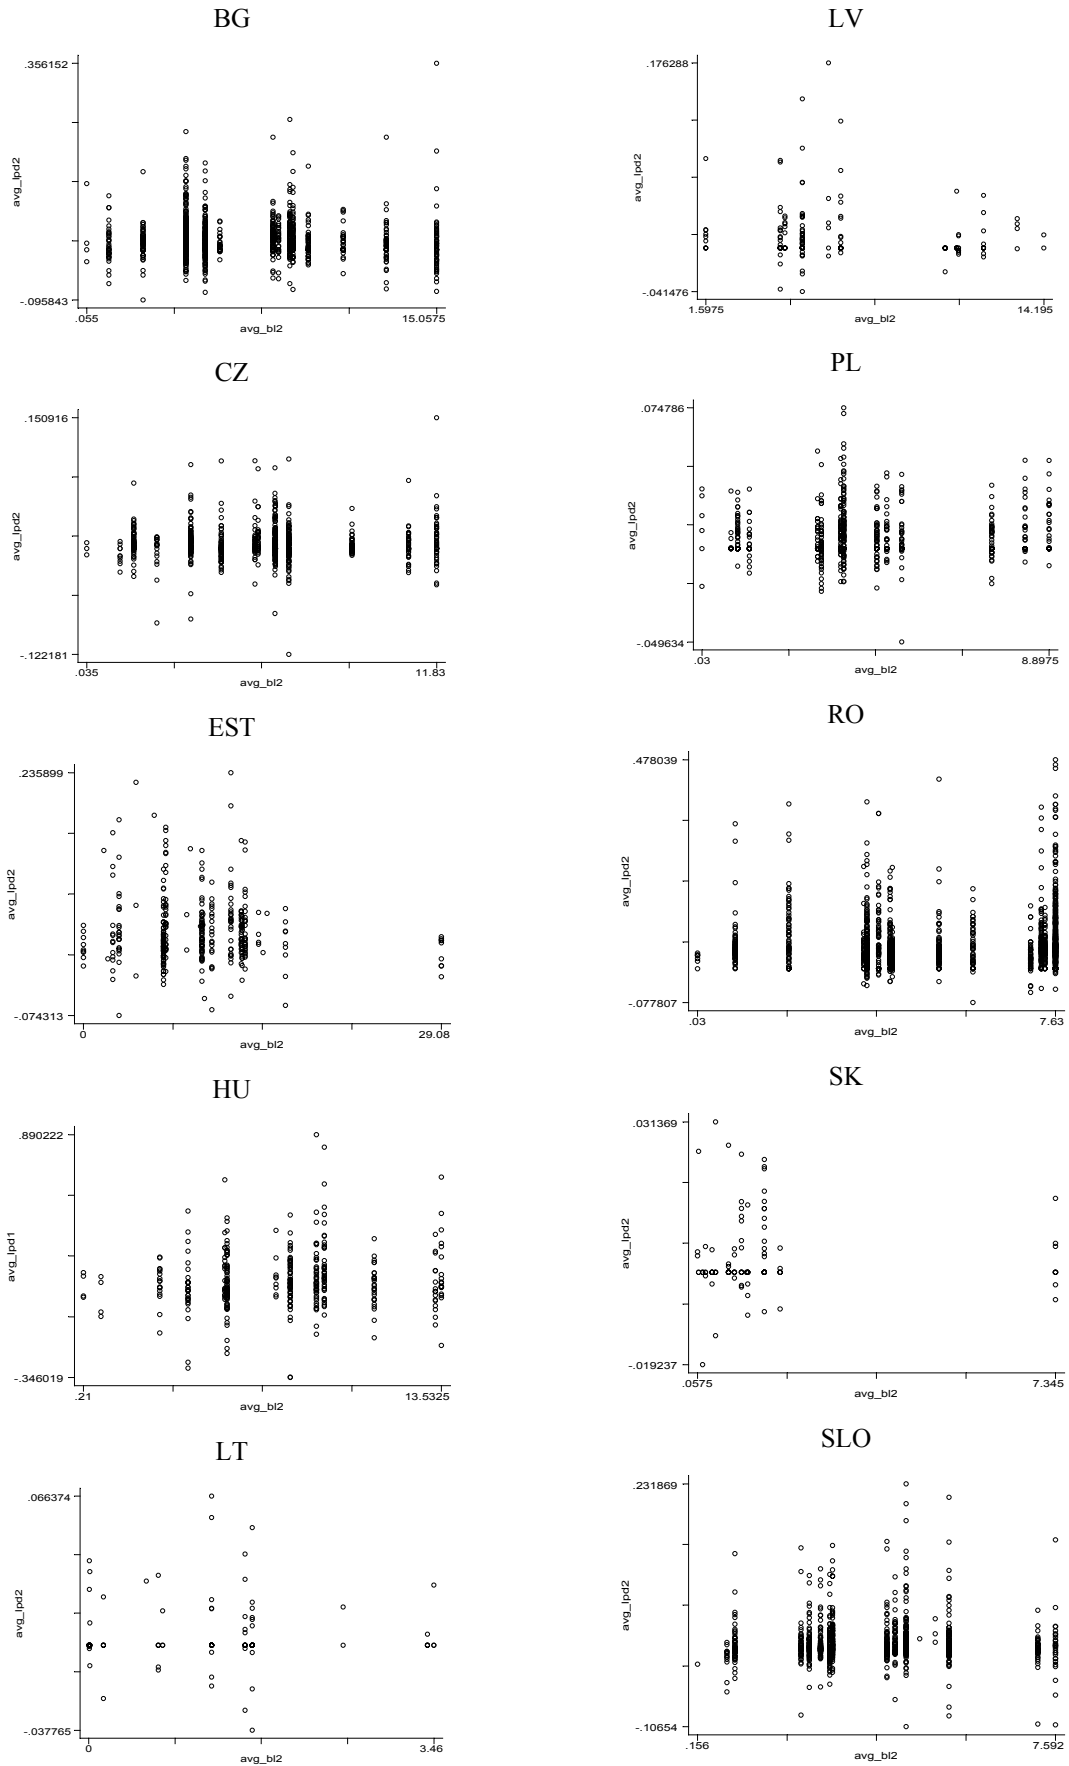 BG
.356152
avg_lpd2
-.095843
.055
15.0575
avg_bl2
LV
.176288
avg_lpd2
-.041476
1.5975
14.195
avg_bl2
CZ
.150916
avg_lpd2
-.122181
.035
11.83
avg_bl2
PL
.074786
avg_lpd2
-.049634
.03
8.8975
avg_bl2
EST
.235899
avg_lpd2
-.074313
0
29.08
avg_bl2
RO
.478039
avg_lpd2
-.077807
.03
7.63
avg_bl2
HU
.890222
avg_lpd1
-.346019
.21
13.5325
avg_bl2
SK
.031369
avg_lpd2
-.019237
.0575
7.345
avg_bl2
LT
.066374
avg_lpd2
-.037765
0
3.46
avg_bl2
SLO
.231869
avg_lpd2
-.10654
.156
7.592
avg_bl2